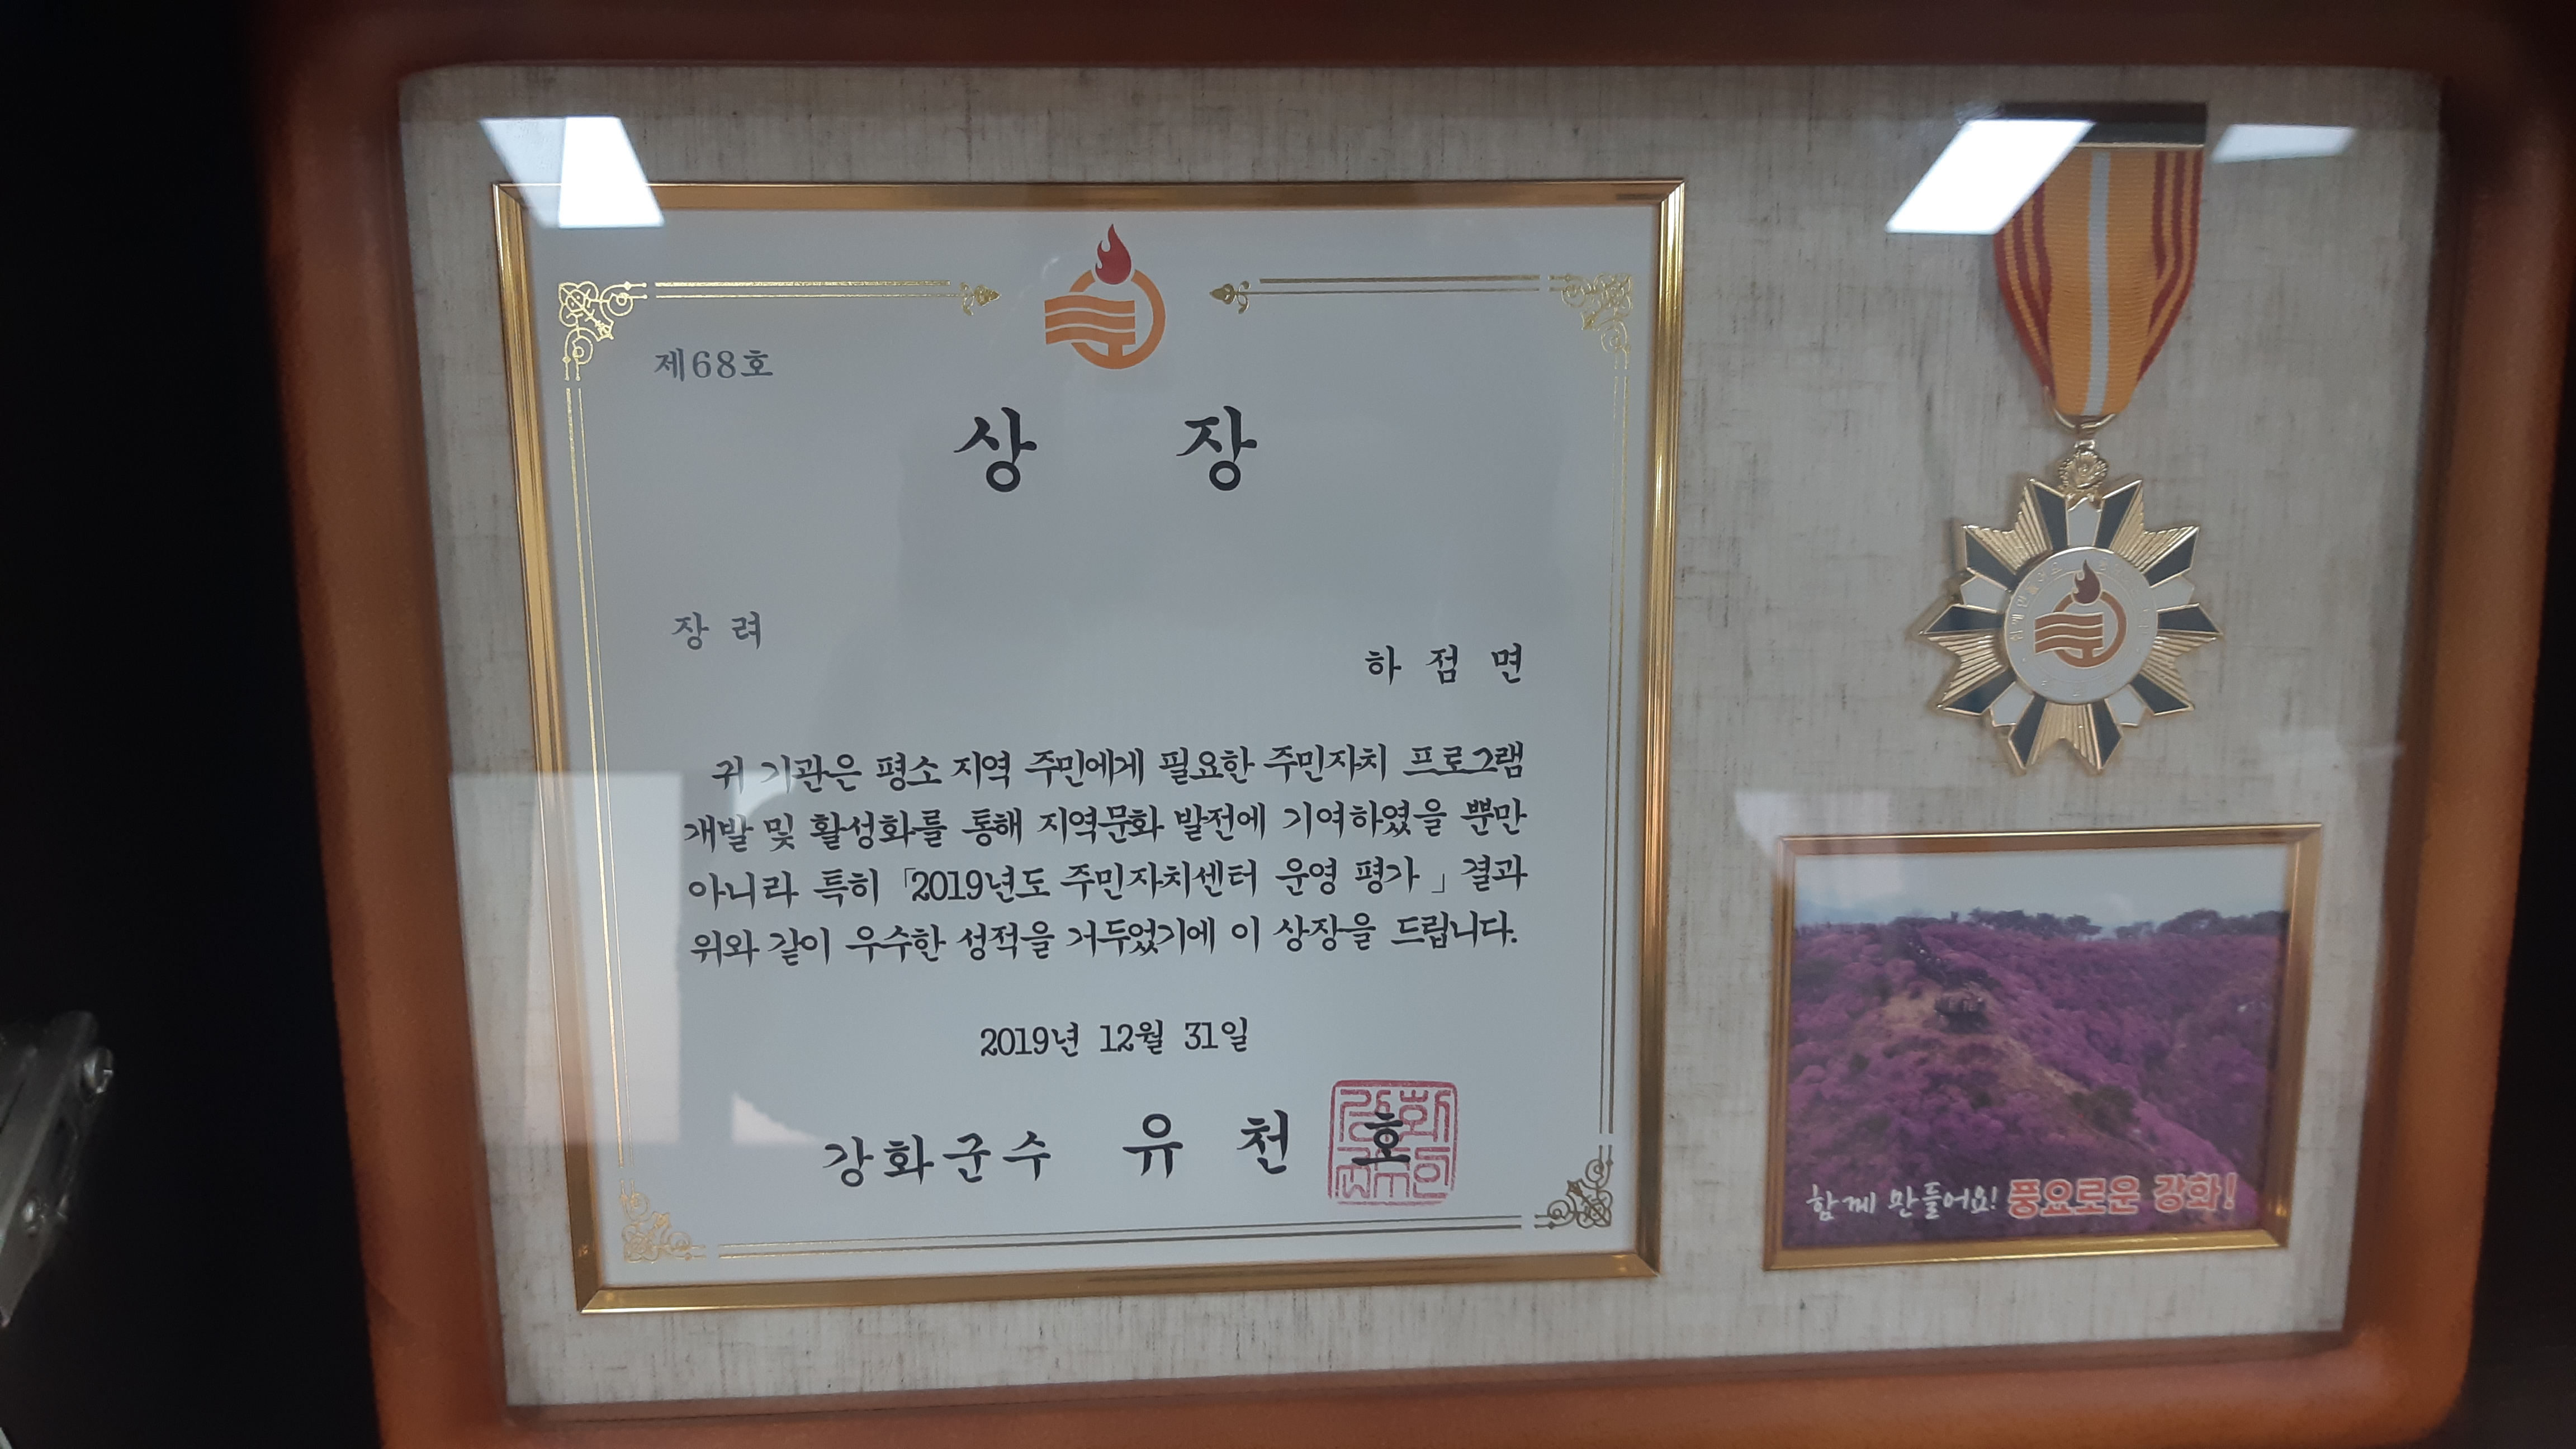 제68호
상 장
장 려
하 점 면
귀 기관은 평소 지역 주민에게 필요한 주민자치 프로그램
개발 및 활성화를 통해 지역문화 발전에 기여하였을 뿐만
아니라 특히 「2019년도 주민자치센터 운영 평가」 결과
위와 같이 우수한 성적을 거두었기에 이 상장을 드립니다.
2019년 12월 31일
강화군수 유 천 호
함께 만들어요! 풍요로운 강화!